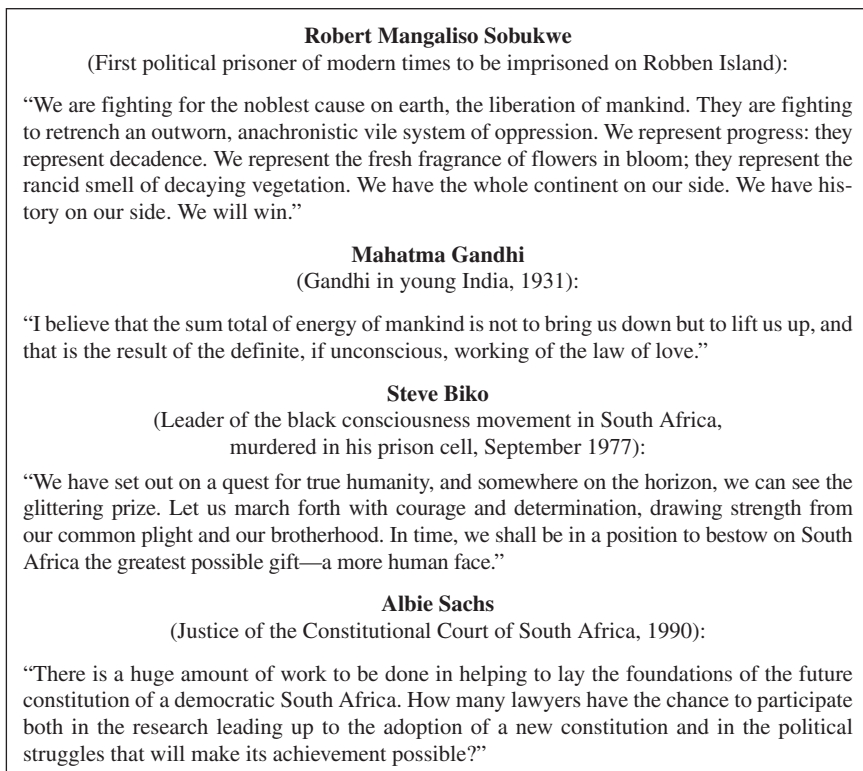 Robert Mangaliso Sobukwe
(First political prisoner of modern times to be imprisoned on Robben Island):
“We are fighting for the noblest cause on earth, the liberation of mankind. They are fighting
to retrench an outworn, anachronistic vile system of oppression. We represent progress: they
represent decadence. We represent the fresh fragrance of flowers in bloom; they represent the
rancid smell of decaying vegetation. We have the whole continent on our side. We have his-
tory on our side. We will win.”
Mahatma Gandhi
(Gandhi in young India, 1931):
“I believe that the sum total of energy of mankind is not to bring us down but to lift us up, and
that is the result of the definite, if unconscious, working of the law of love.”
Steve Biko
(Leader of the black consciousness movement in South Africa,
murdered in his prison cell, September 1977):
“We have set out on a quest for true humanity, and somewhere on the horizon, we can see the
glittering prize. Let us march forth with courage and determination, drawing strength from
our common plight and our brotherhood. In time, we shall be in a position to bestow on South
Africa the greatest possible gift—a more human face.”
Albie Sachs
(Justice of the Constitutional Court of South Africa, 1990):
“There is a huge amount of work to be done in helping to lay the foundations of the future
constitution of a democratic South Africa. How many lawyers have the chance to participate
both in the research leading up to the adoption of a new constitution and in the political
struggles that will make its achievement possible?”